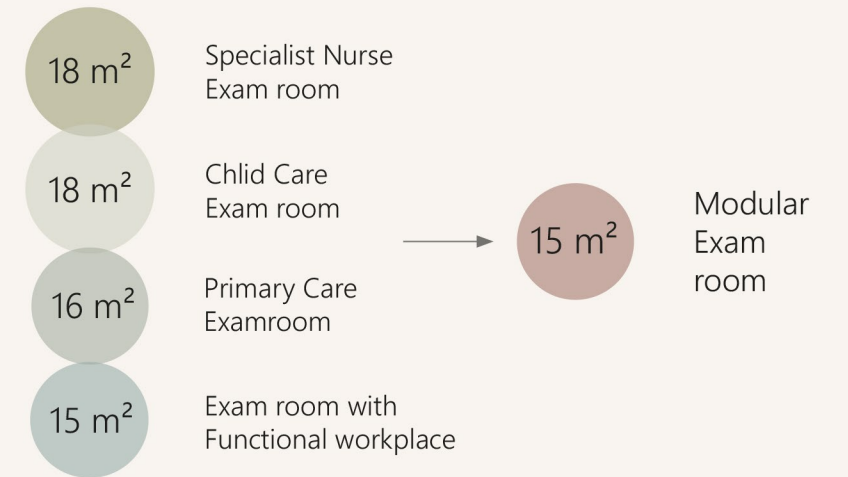 18 m²
Specialist Nurse
Exam room
18 m²
Chlid Care
Exam room
16 m²
Primary Care
Examroom
15 m²
Exam room with
Functional workplace
15 m²
Modular
Exam
room